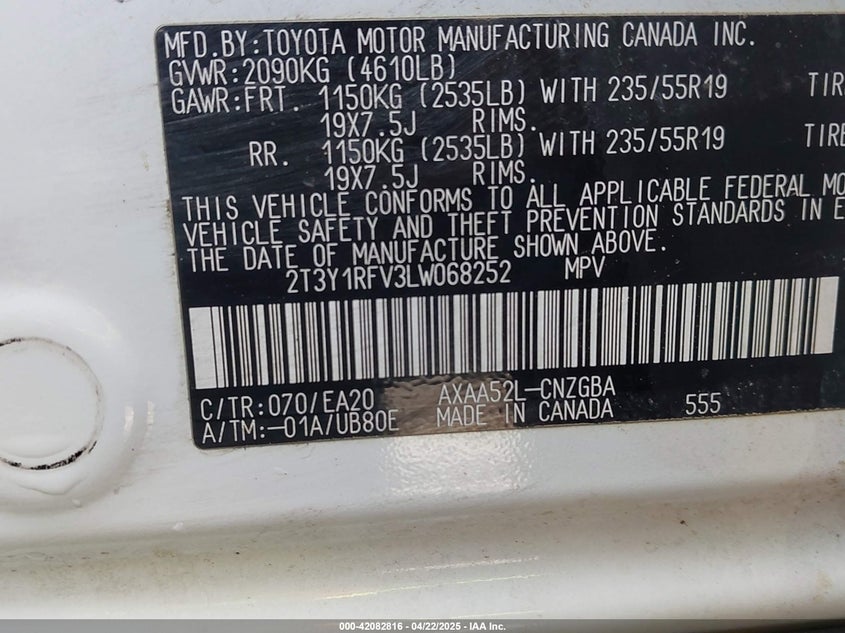 MFD.BY:TOYOTA MOTOR MANUFACTURING CANADA INC.
GVWR:2090KG (4610LB)
GAWR:FRT. 1150KG (2535LB) WITH 235/55R19 TIRE
19X7.5J RIMS.
RR. 1150KG (2535LB) WITH 235/55R19 TIRE
19X7.5J RIMS.
THIS VEHICLE CONFORMS TO ALL APPLICABLE FEDERAL MO
VEHICLE SAFETY AND THEFT PREVENTION STANDARDS IN E
THE DATE OF MANUFACTURE SHOWN ABOVE.
2T3Y1RFV3LW068252 MPV
C/TR:070/EA20 AXAA52L-CNZGBA
A/TM:-01A/UB80E MADE IN CANADA 555
000-42082816 - 04/22/2025 - IAA Inc.